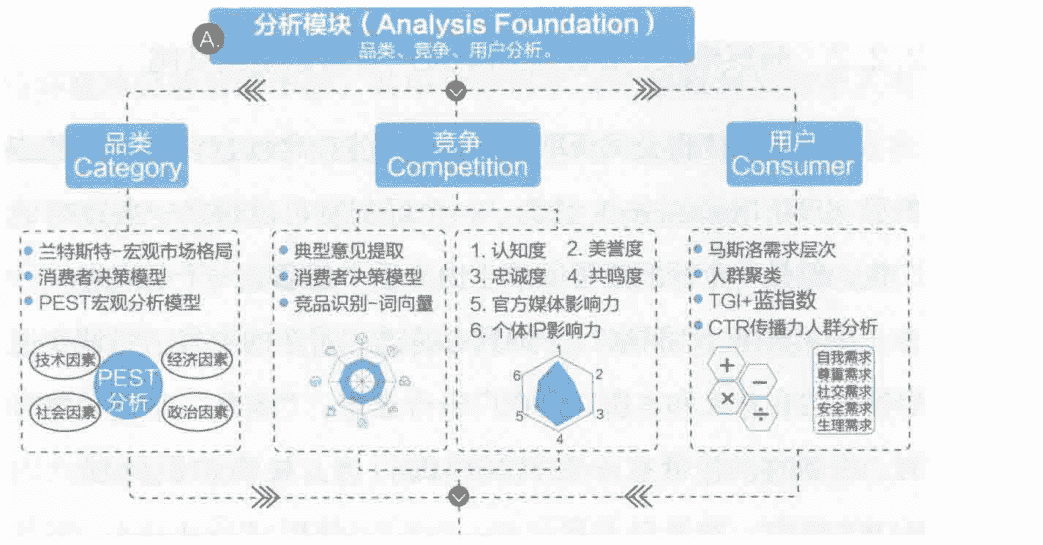 A.
分析模块（Analysis Foundation）
品类、竞争、用户分析。
品类
Category
兰特斯特-宏观市场格局
消费者决策模型
PEST宏观分析模型
技术因素
经济因素
PEST
分析
社会因素
政治因素
竞争
Competition
典型意见提取
消费者决策模型
竞品识别-词向量
1. 认知度 2. 美誉度
3. 忠诚度 4. 共鸣度
5. 官方媒体影响力
6. 个体IP影响力
1
6 2
5 3
4
用户
Consumer
马斯洛需求层次
人群聚类
TGI+蓝指数
CTR传播力人群分析
+
−
×
÷
自我需求
尊重需求
社交需求
安全需求
生理需求